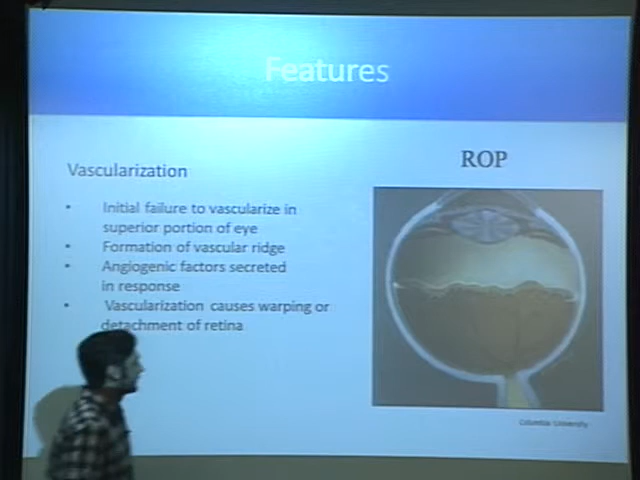 Features
Vascularization
• Initial failure to vascularize in
superior portion of eye
• Formation of vascular ridge
• Angiogenic factors secreted
in response
• Vascularization causes warping or
detachment of retina
ROP
Columbia University